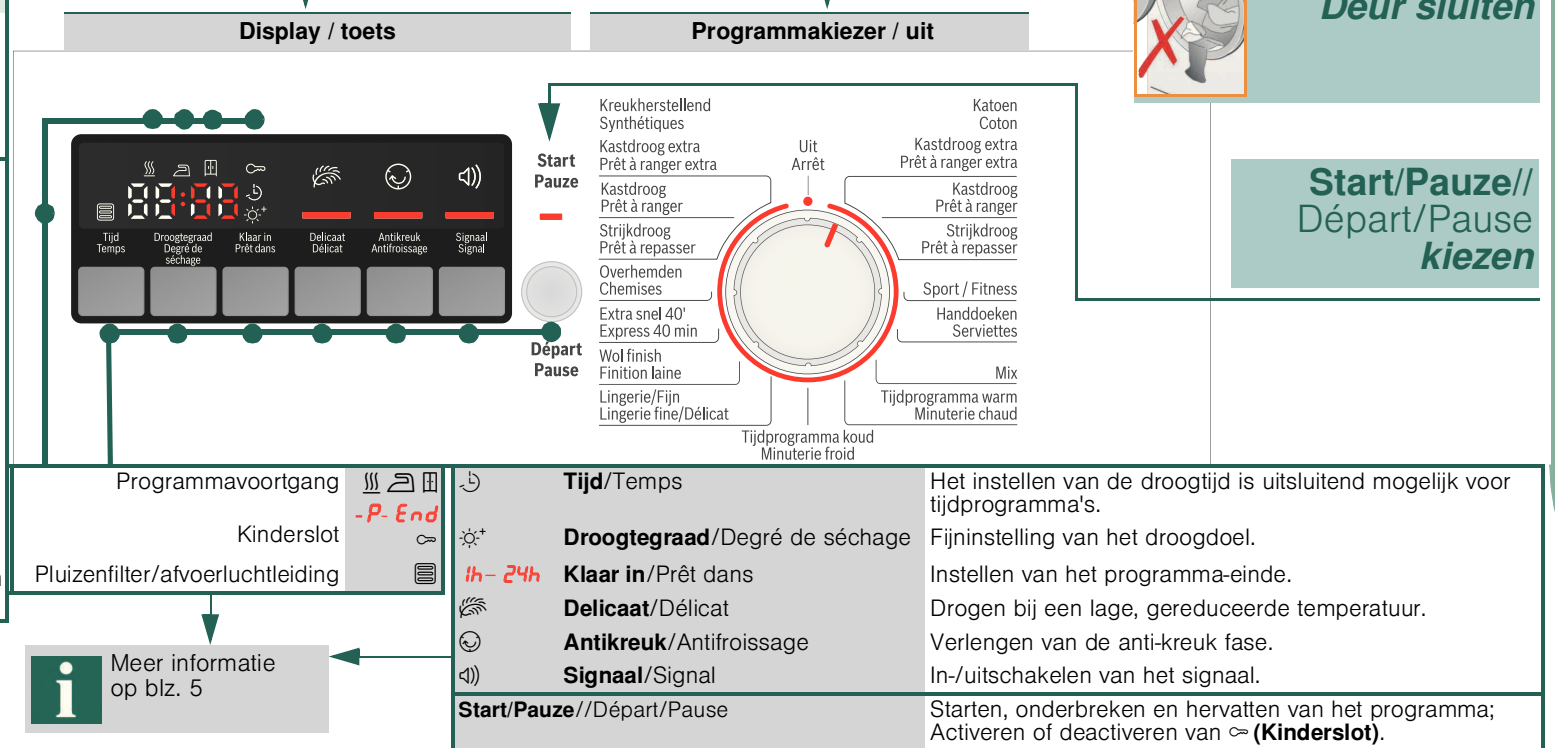 Display / toets
Programmakiezer / uit
Deur sluiten
Start/Pauze//
Départ/Pause
kiezen
88:88
Tijd
Temps
Droogtegraad
Degré de
séchage
Klaar in
Prêt dans
Delicaat
Délicat
Antikreuk
Antifroissage
Signaal
Signal
Start
Pauze
Départ
Pause
Kreukherstellend
Synthétiques
Kastdroog extra
Prêt à ranger extra
Kastdroog
Prêt à ranger
Strijkdroog
Prêt à repasser
Overhemden
Chemises
Extra snel 40'
Express 40 min
Wol finish
Finition laine
Lingerie/Fijn
Lingerie fine/Délicat
Uit
Arrêt
Katoen
Coton
Kastdroog extra
Prêt à ranger extra
Kastdroog
Prêt à ranger
Strijkdroog
Prêt à repasser
Sport / Fitness
Handdoeken
Serviettes
Mix
Tijdprogramma warm
Minuterie chaud
Tijdprogramma koud
Minuterie froid
Programmavoortgang
-P- End
Kinderslot
Pluizenfilter/afvoerluchtleiding
i
Meer informatie
op blz. 5
Tijd/Temps
Het instellen van de droogtijd is uitsluitend mogelijk voor
tijdprogramma's.
Droogtegraad/Degré de séchage
Fijninstelling van het droogdoel.
1h- 24h Klaar in/Prêt dans
Instellen van het programma-einde.
Delicaat/Délicat
Drogen bij een lage, gereduceerde temperatuur.
Antikreuk/Antifroissage
Verlengen van de anti-kreuk fase.
Signaal/Signal
In-/uitschakelen van het signaal.
Start/Pauze//Départ/Pause
Starten, onderbreken en hervatten van het programma;
Activeren of deactiveren van (Kinderslot).